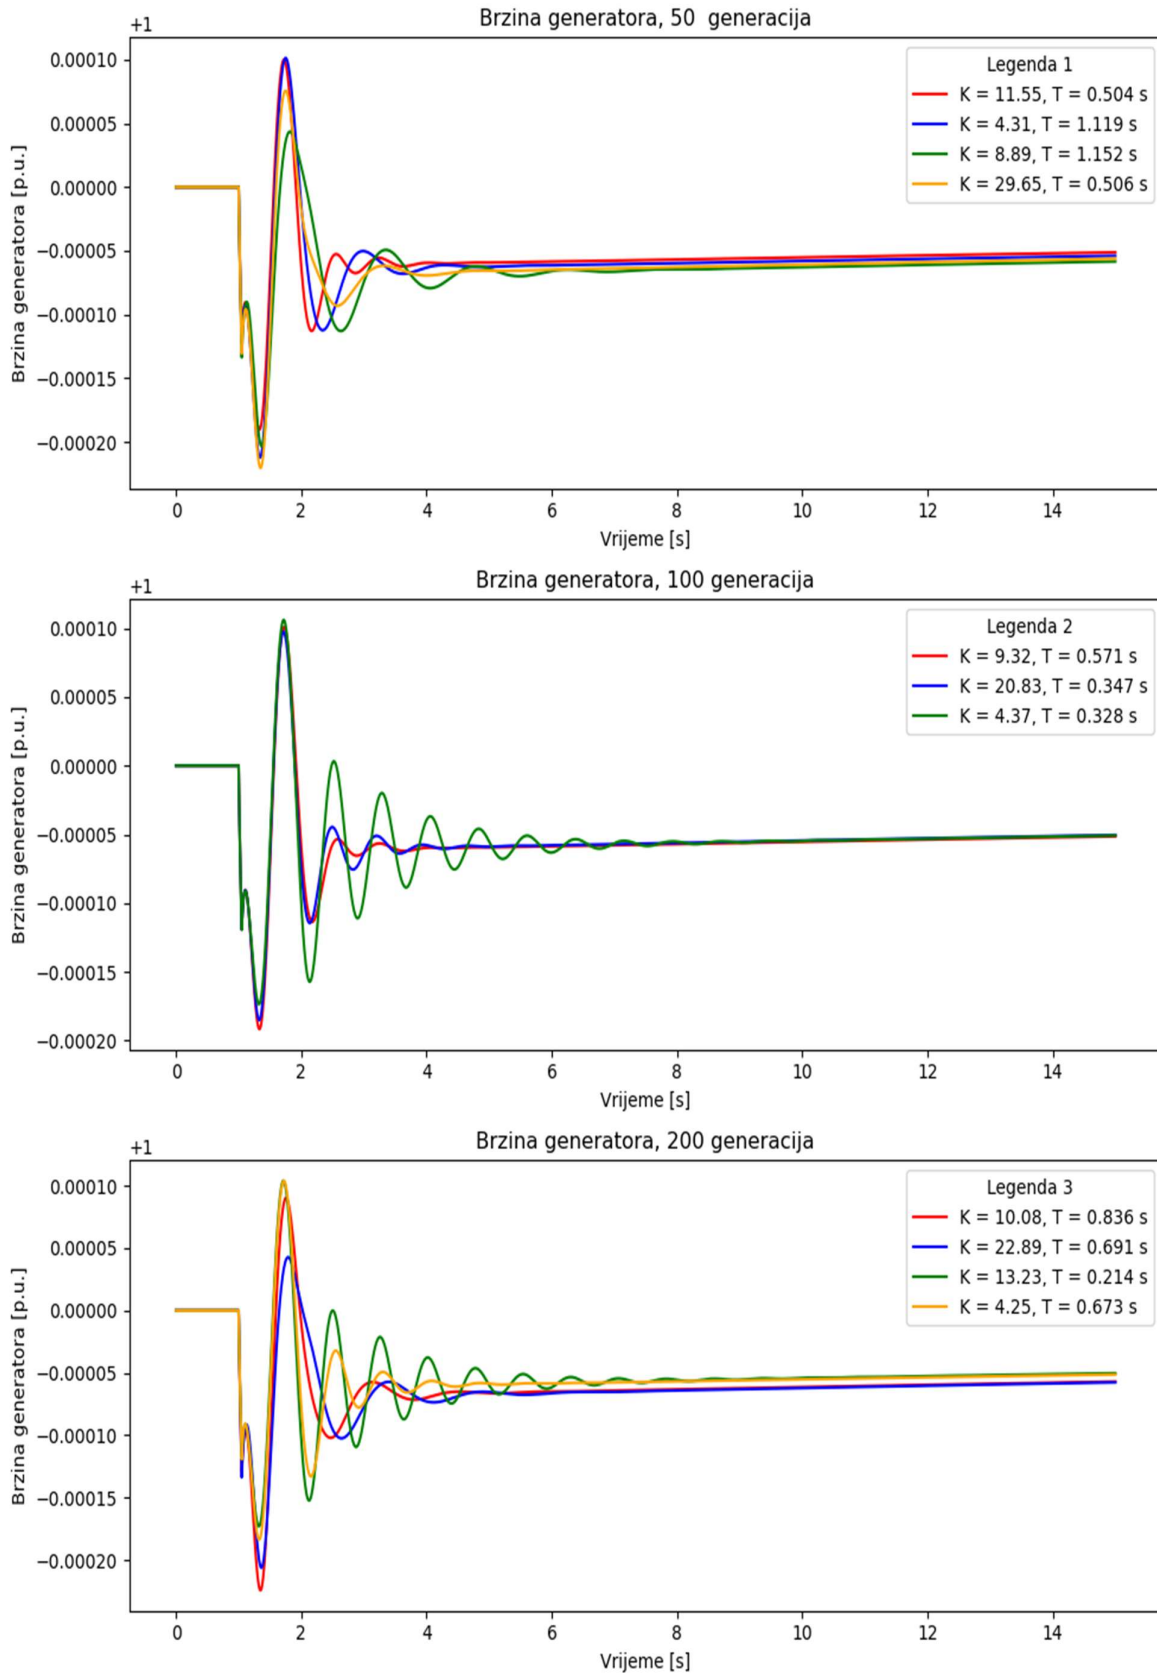 Brzina generatora, 50  generacija
+1
0.00010
0.00005
0.00000
−0.00005
−0.00010
−0.00015
−0.00020
Brzina generatora [p.u.]
Legenda 1
K = 11.55, T = 0.504 s
K = 4.31, T = 1.119 s
K = 8.89, T = 1.152 s
K = 29.65, T = 0.506 s
0 2 4 6 8 10 12 14
Vrijeme [s]
Brzina generatora, 100 generacija
+1
0.00010
0.00005
0.00000
−0.00005
−0.00010
−0.00015
−0.00020
Brzina generatora [p.u.]
Legenda 2
K = 9.32, T = 0.571 s
K = 20.83, T = 0.347 s
K = 4.37, T = 0.328 s
0 2 4 6 8 10 12 14
Vrijeme [s]
Brzina generatora, 200 generacija
+1
0.00010
0.00005
0.00000
−0.00005
−0.00010
−0.00015
−0.00020
Brzina generatora [p.u.]
Legenda 3
K = 10.08, T = 0.836 s
K = 22.89, T = 0.691 s
K = 13.23, T = 0.214 s
K = 4.25, T = 0.673 s
0 2 4 6 8 10 12 14
Vrijeme [s]